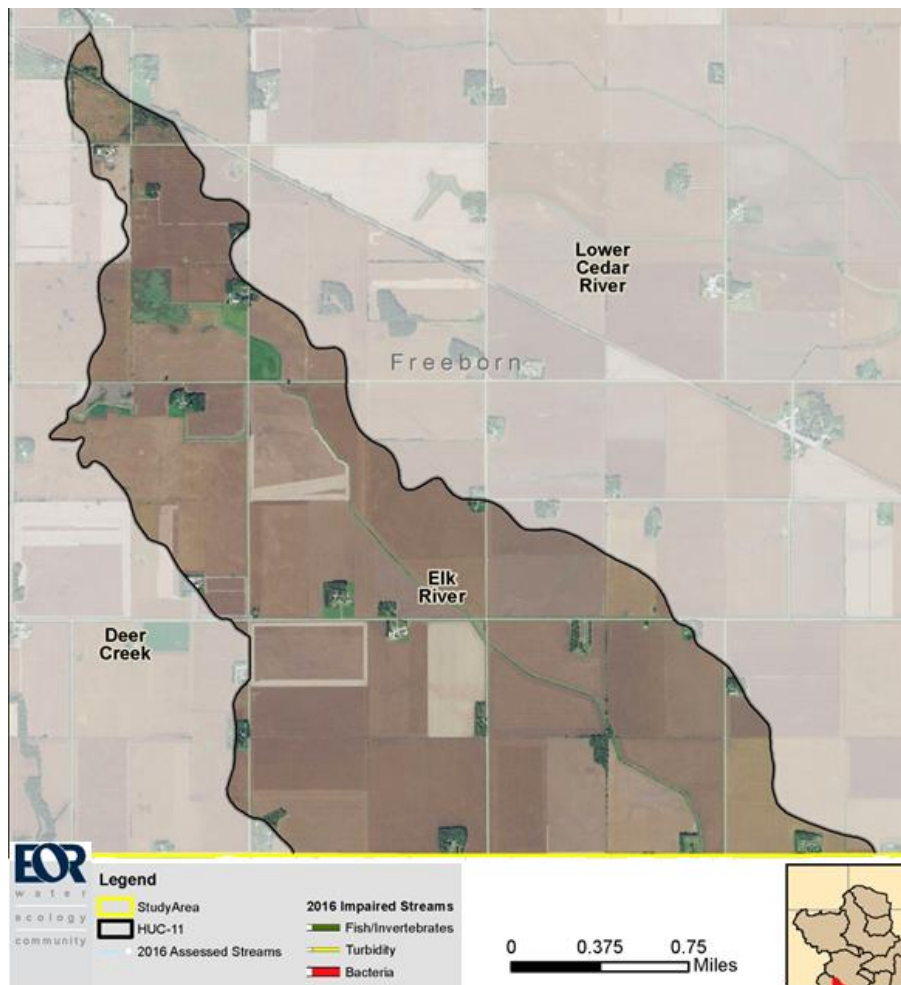 Lower
Cedar
River
Freeborn
Elk
River
Deer
Creek
EOR
water
ecology
community
Legend
StudyArea
HUC-11
2016 Assessed Streams
2016 Impaired Streams
Fish/Invertebrates
Turbidity
Bacteria
0 0.375 0.75
Miles